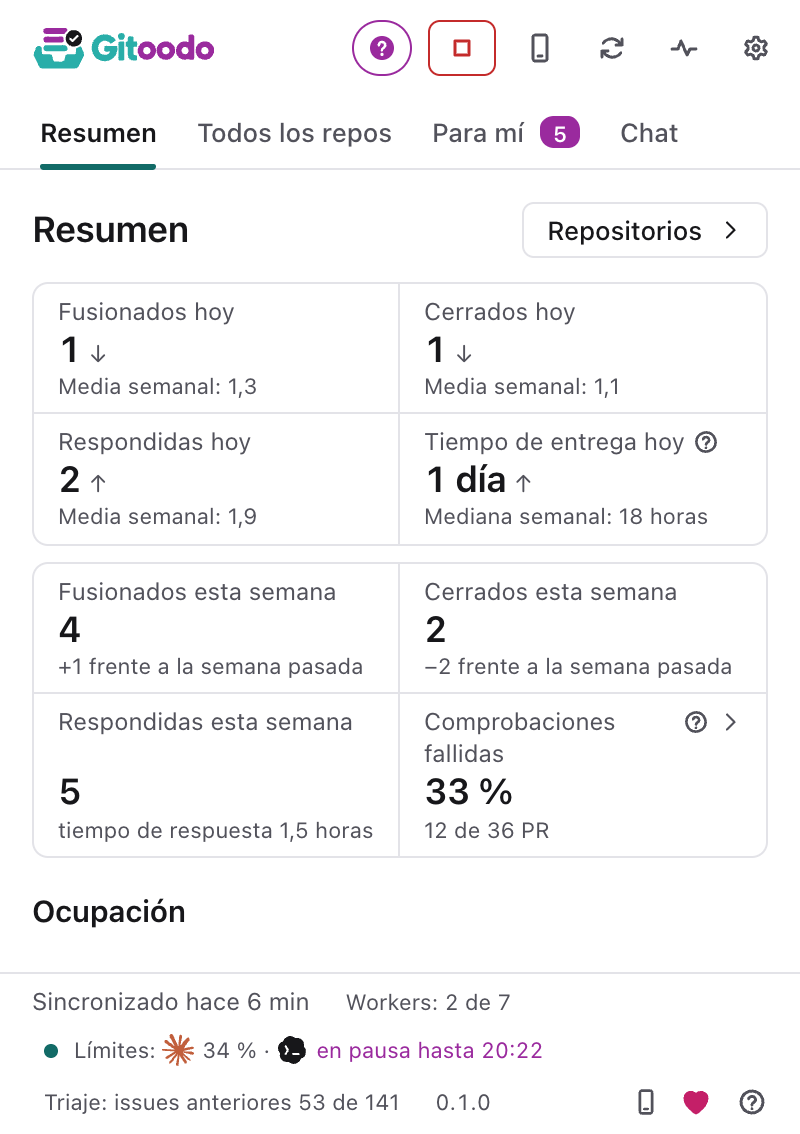 Gitoodo
Resumen
Todos los repos
Para mí
5
Chat
Resumen
Repositorios
Fusionados hoy
1 ↓
Media semanal: 1,3
Cerrados hoy
1 ↓
Media semanal: 1,1
Respondidas hoy
2 ↑
Media semanal: 1,9
Tiempo de entrega hoy
1 día ↑
Mediana semanal: 18 horas
Fusionados esta semana
4
+1 frente a la semana pasada
Cerrados esta semana
2
−2 frente a la semana pasada
Respondidas esta semana
5
tiempo de respuesta 1,5 horas
Comprobaciones
fallidas
33 %
12 de 36 PR
Ocupación
Sincronizado hace 6 min
Workers: 2 de 7
Límites: 34 % · en pausa hasta 20:22
Triaje: issues anteriores 53 de 141
0.1.0